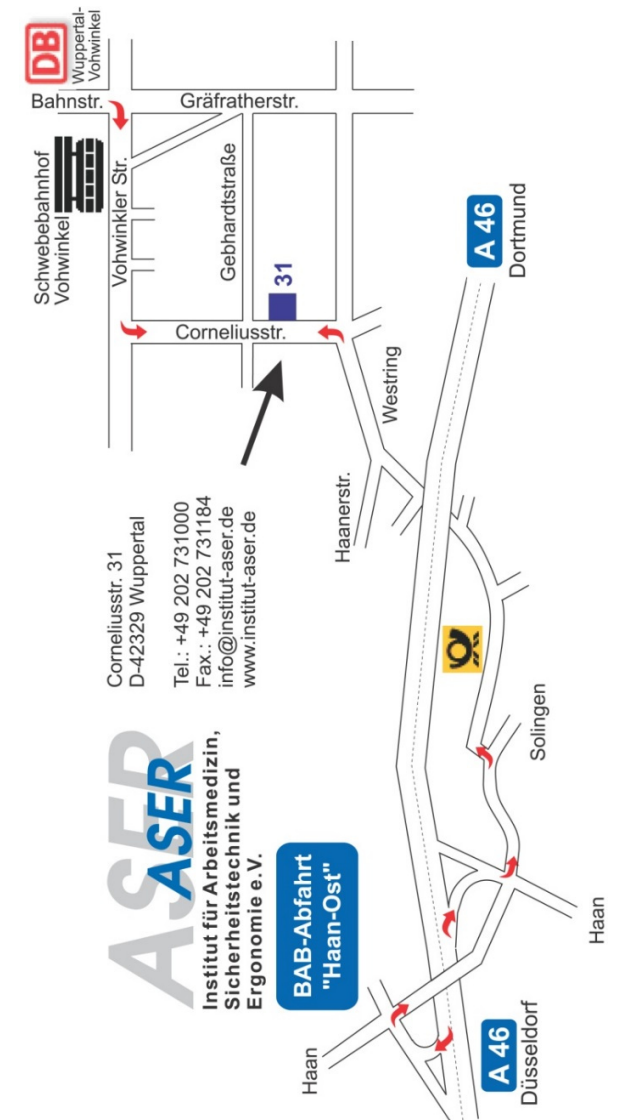 ASER
ASER
Institut für Arbeitsmedizin,
Sicherheitstechnik und
Ergonomie e.V.
Corneliusstr. 31
D-42329 Wuppertal
Tel.: +49 202 731000
Fax.: +49 202 731184
info@institut-aser.de
www.institut-aser.de
Schwebebahnhof
Vohwinkel
DB
Wuppertal-
Vohwinkel
Bahnstr.
Vohwinkler Str.
Gräfratherstr.
Gebhardtstraße
Corneliusstr.
31
BAB-Abfahrt
"Haan-Ost"
Haanerstr.
Westring
A 46
Dortmund
Haan
A 46
Düsseldorf
Haan
Solingen